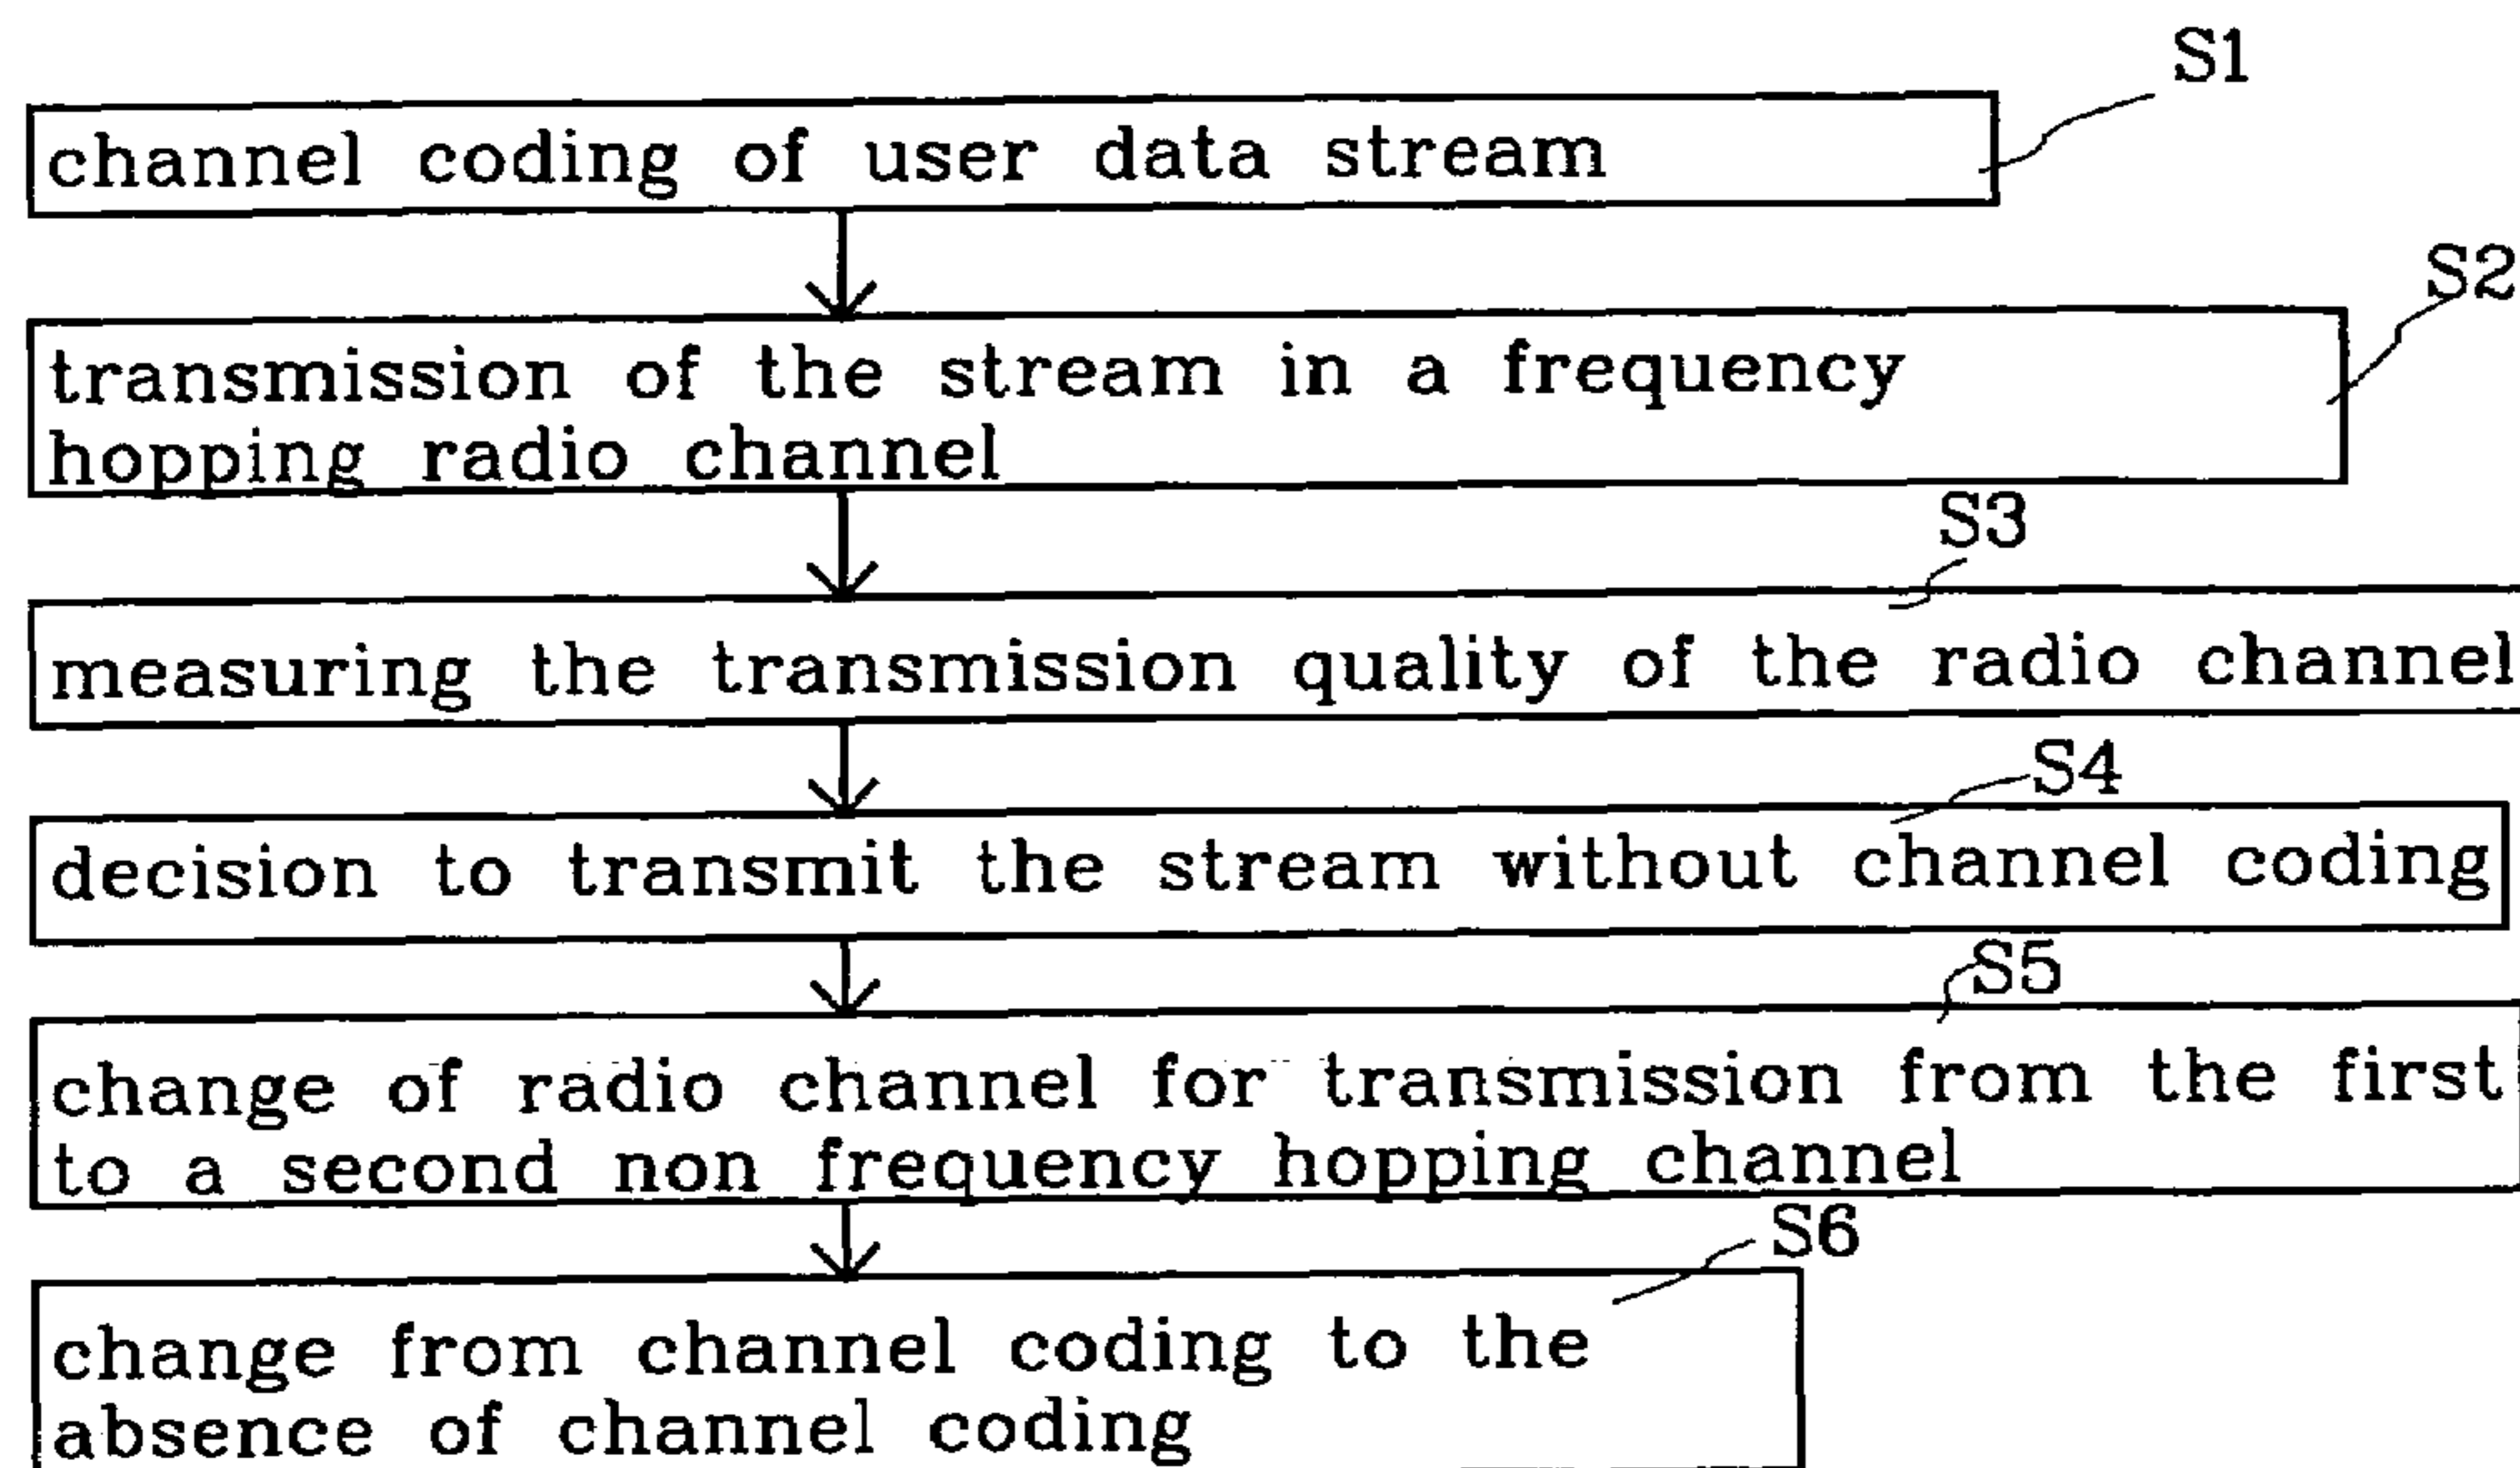 S1
channel coding of user data stream
S2
transmission of the stream in a frequency
hopping radio channel
S3
measuring the transmission quality of the radio channel
S4
decision to transmit the stream without channel coding
S5
change of radio channel for transmission from the first
to a second non frequency hopping channel
S6
change from channel coding to the
absence of channel coding